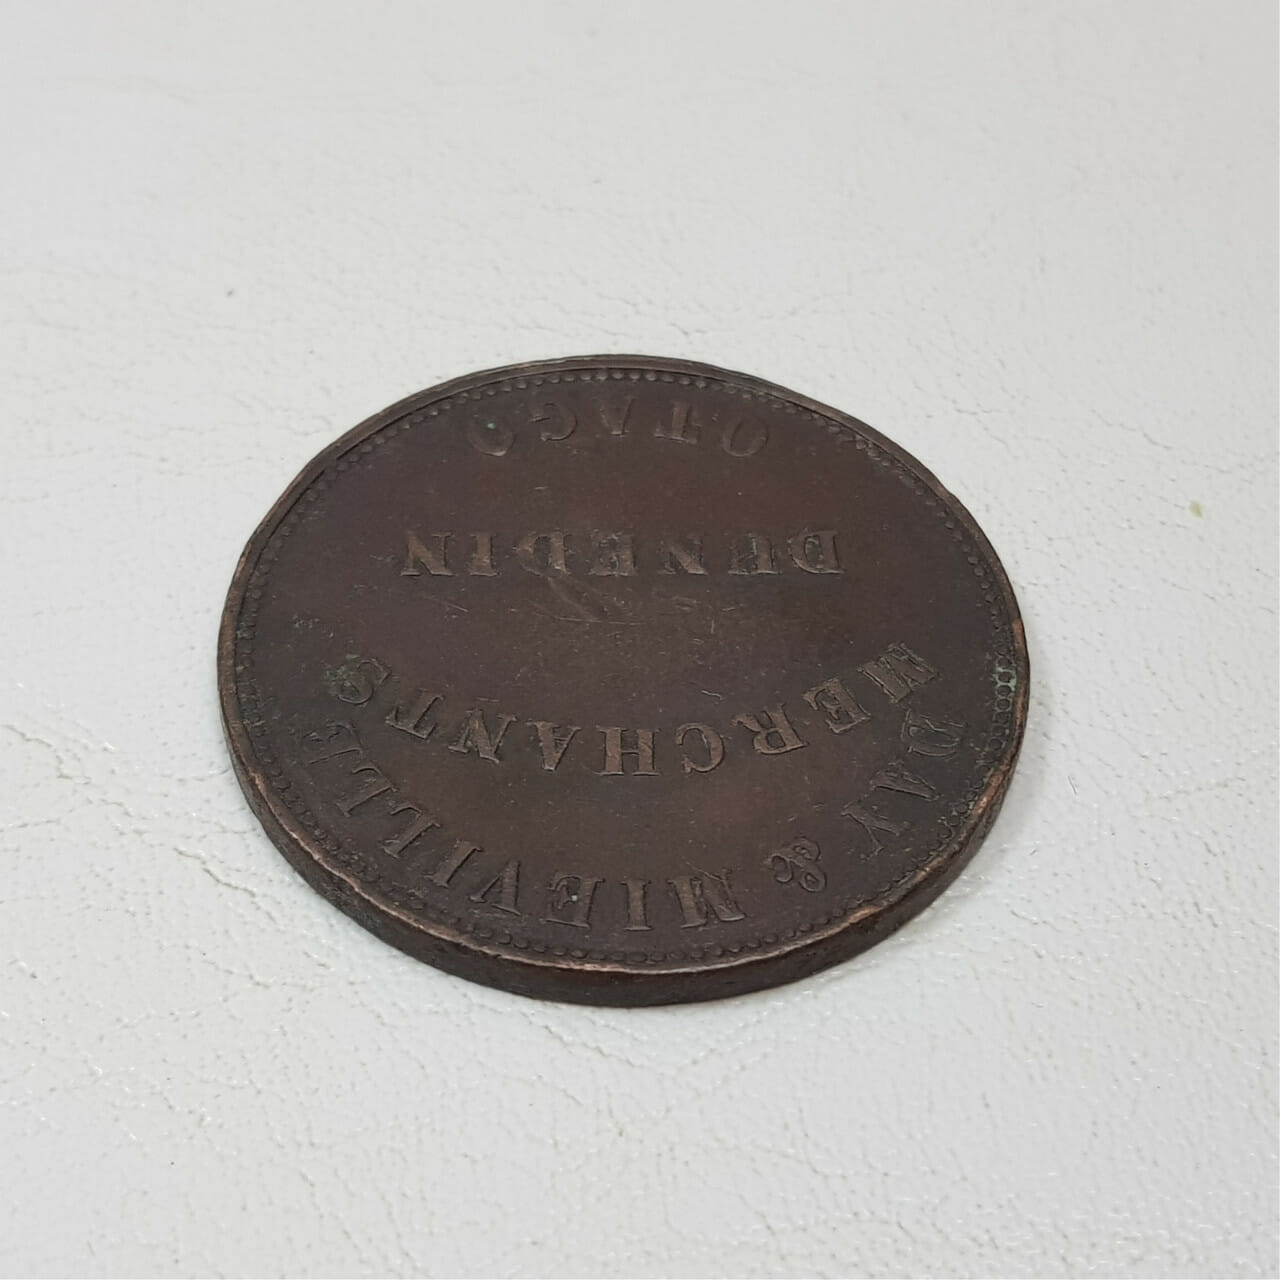 DAY & MIEVILLE
MERCHANTS
DUNEDIN
OTAGO